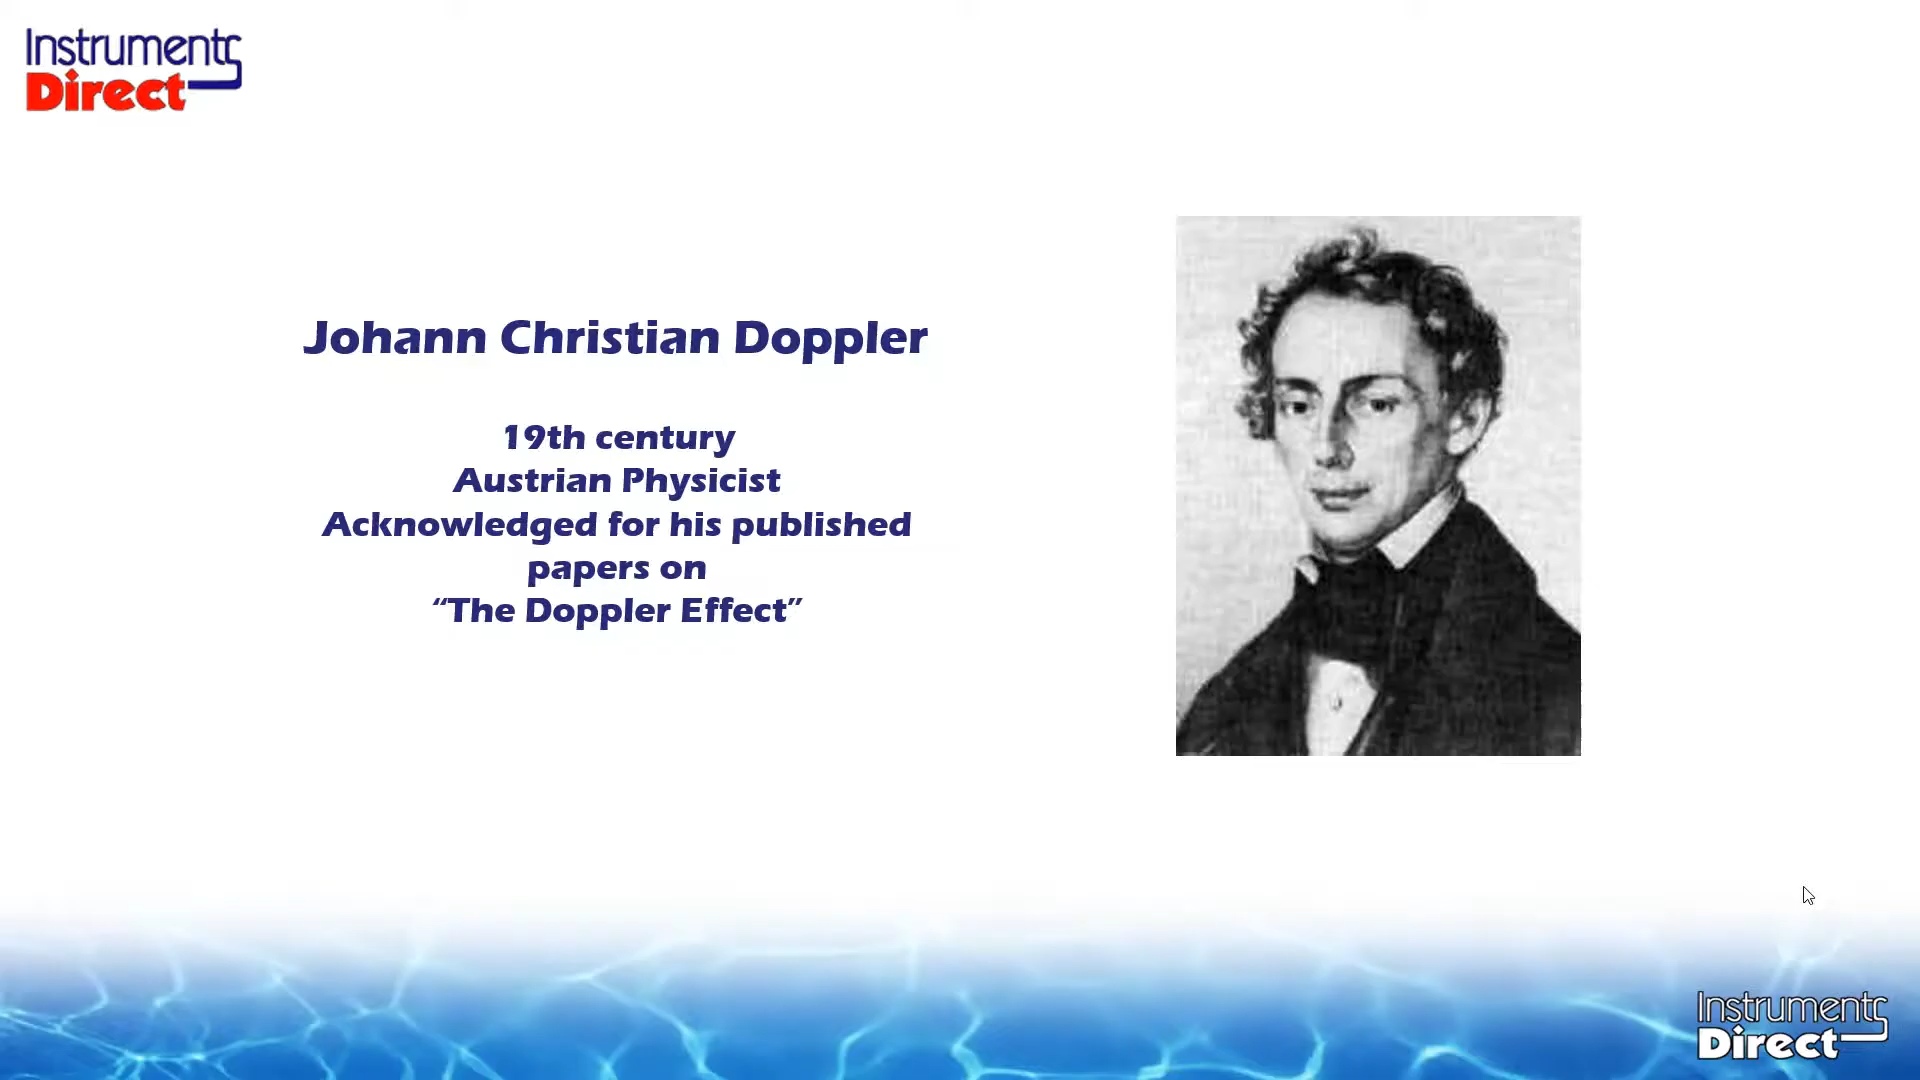 Instruments
Direct
Johann Christian Doppler
19th century
Austrian Physicist
Acknowledged for his published
papers on
“The Doppler Effect”
Instruments
Direct